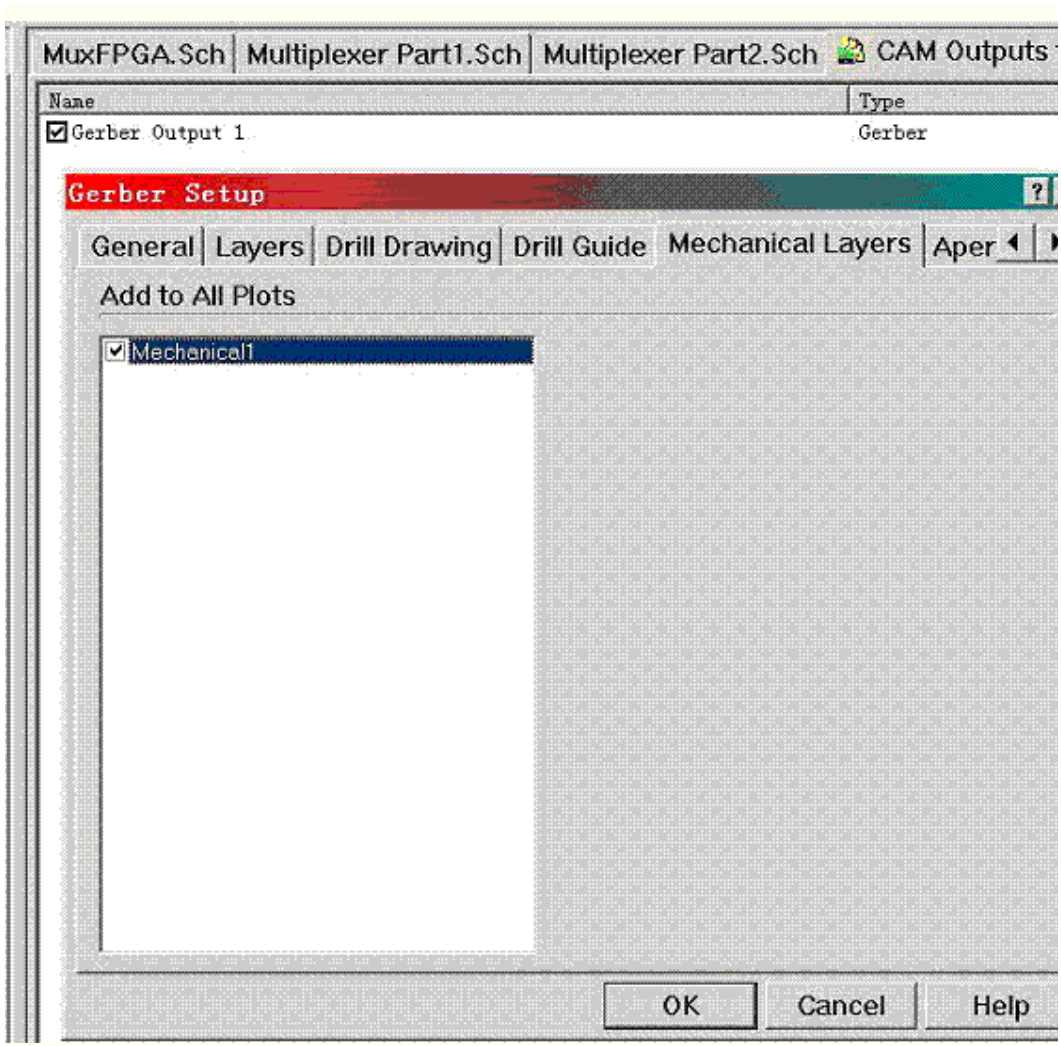 MuxFPGA.Sch Multiplexer Part1.Sch Multiplexer Part2.Sch CAM Outputs
Name Type
Gerber Output 1 Gerber
Gerber Setup ?
General Layers Drill Drawing Drill Guide Mechanical Layers Aper
Add to All Plots
Mechanical1
OK Cancel Help